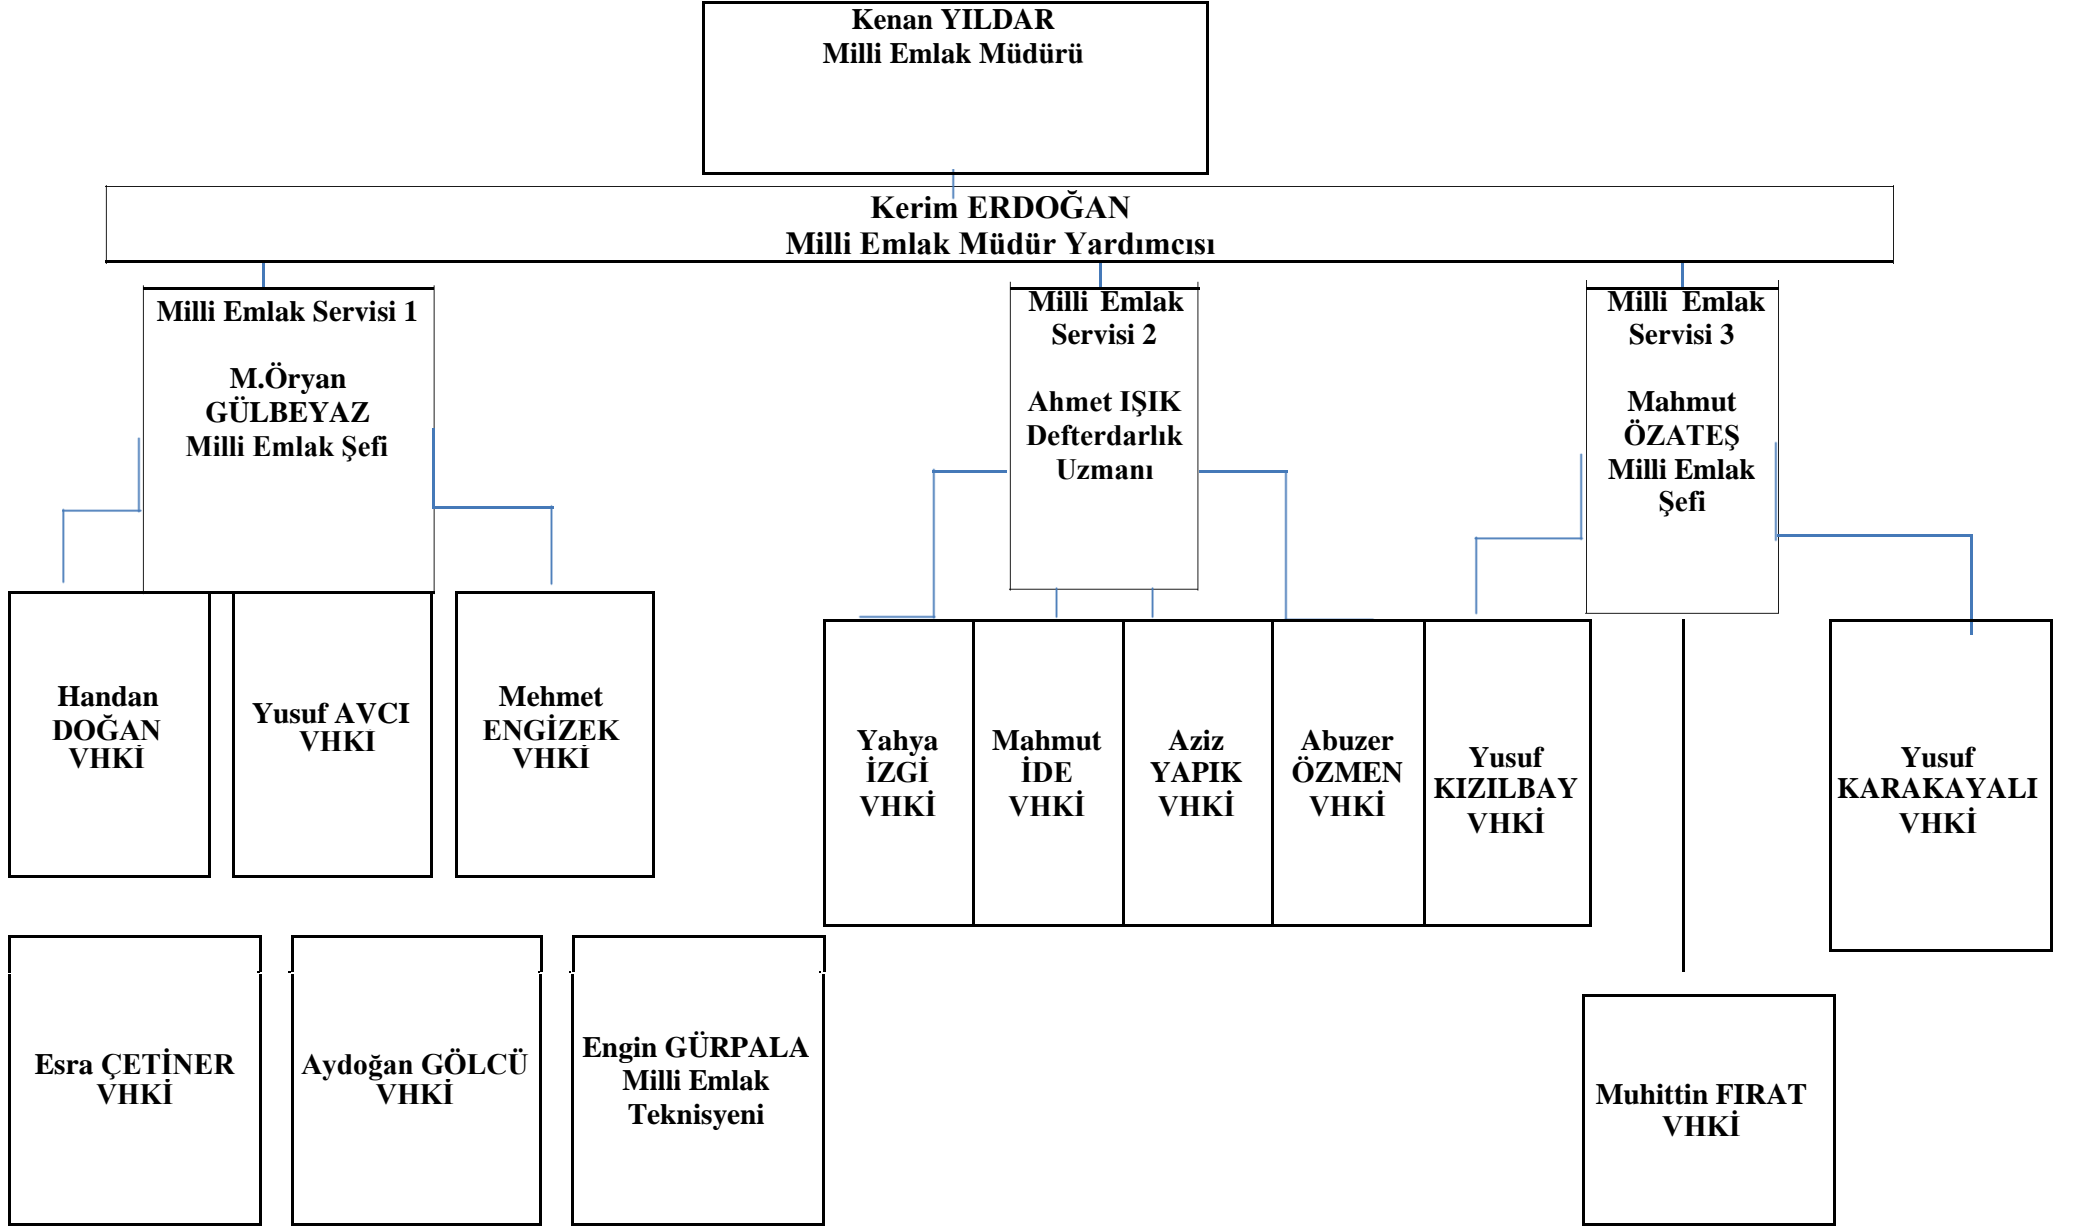 Kenan YILDAR
Milli Emlak Müdürü
Kerim ERDOĞAN
Milli Emlak Müdür Yardımcısı
Milli Emlak Servisi 1
M.Öryan
GÜLBEYAZ
Milli Emlak Şefi
Milli Emlak
Servisi 2
Ahmet IŞIK
Defterdarlık
Uzmanı
Milli Emlak
Servisi 3
Mahmut
ÖZATEŞ
Milli Emlak
Şefi
Handan
DOĞAN
VHKİ
Yusuf AVCI
VHKİ
Mehmet
ENGİZEK
VHKİ
Yahya
İZGİ
VHKİ
Mahmut
İDE
VHKİ
Aziz
YAPIK
VHKİ
Abuzer
ÖZMEN
VHKİ
Yusuf
KIZILBAY
VHKİ
Yusuf
KARAKAYALI
VHKİ
Esra ÇETİNER
VHKİ
Aydoğan GÖLCÜ
VHKİ
Engin GÜRPALA
Milli Emlak
Teknisyeni
Muhittin FIRAT
VHKİ